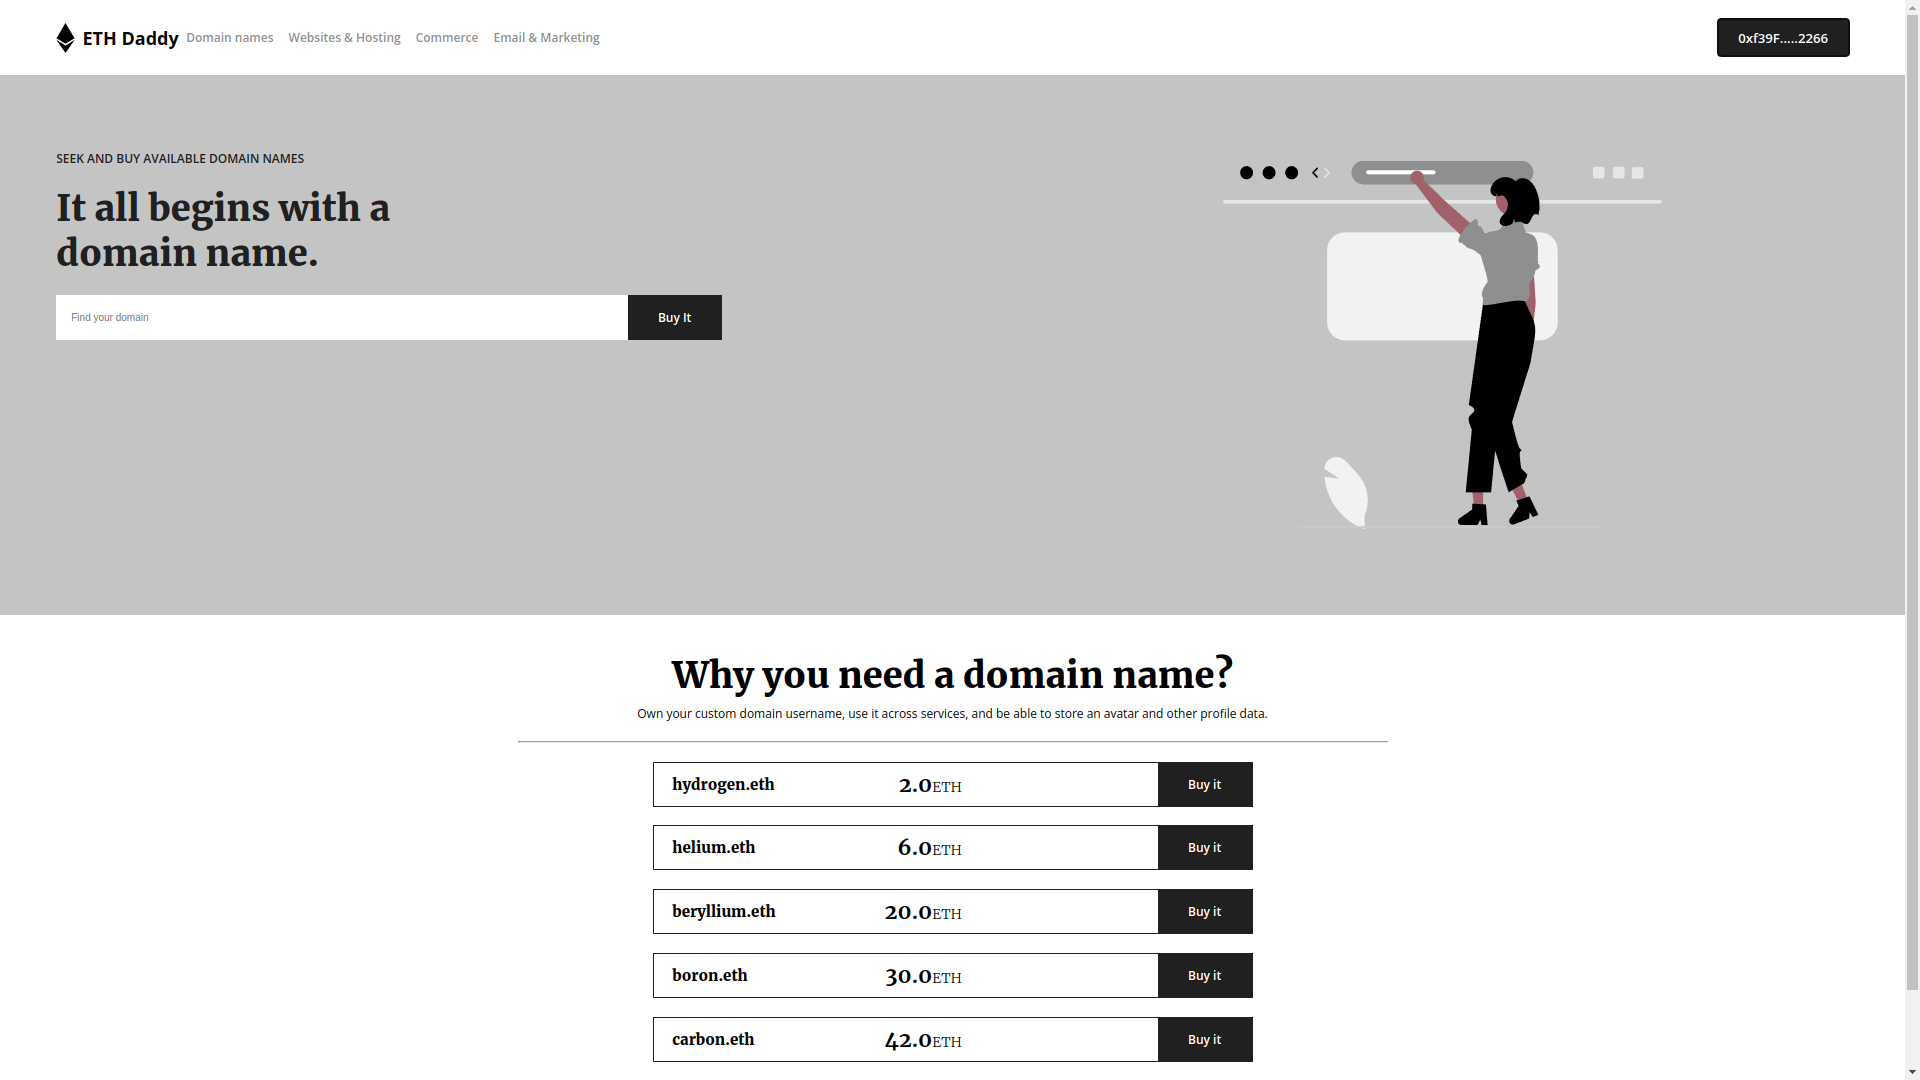 ETH Daddy Domain names Websites & Hosting Commerce Email & Marketing 0xf39F.....2266
SEEK AND BUY AVAILABLE DOMAIN NAMES
It all begins with a
domain name.
Find your domain Buy It
Why you need a domain name?
Own your custom domain username, use it across services, and be able to store an avatar and other profile data.
hydrogen.eth 2.0ETH Buy it
helium.eth 6.0ETH Buy it
beryllium.eth 20.0ETH Buy it
boron.eth 30.0ETH Buy it
carbon.eth 42.0ETH Buy it